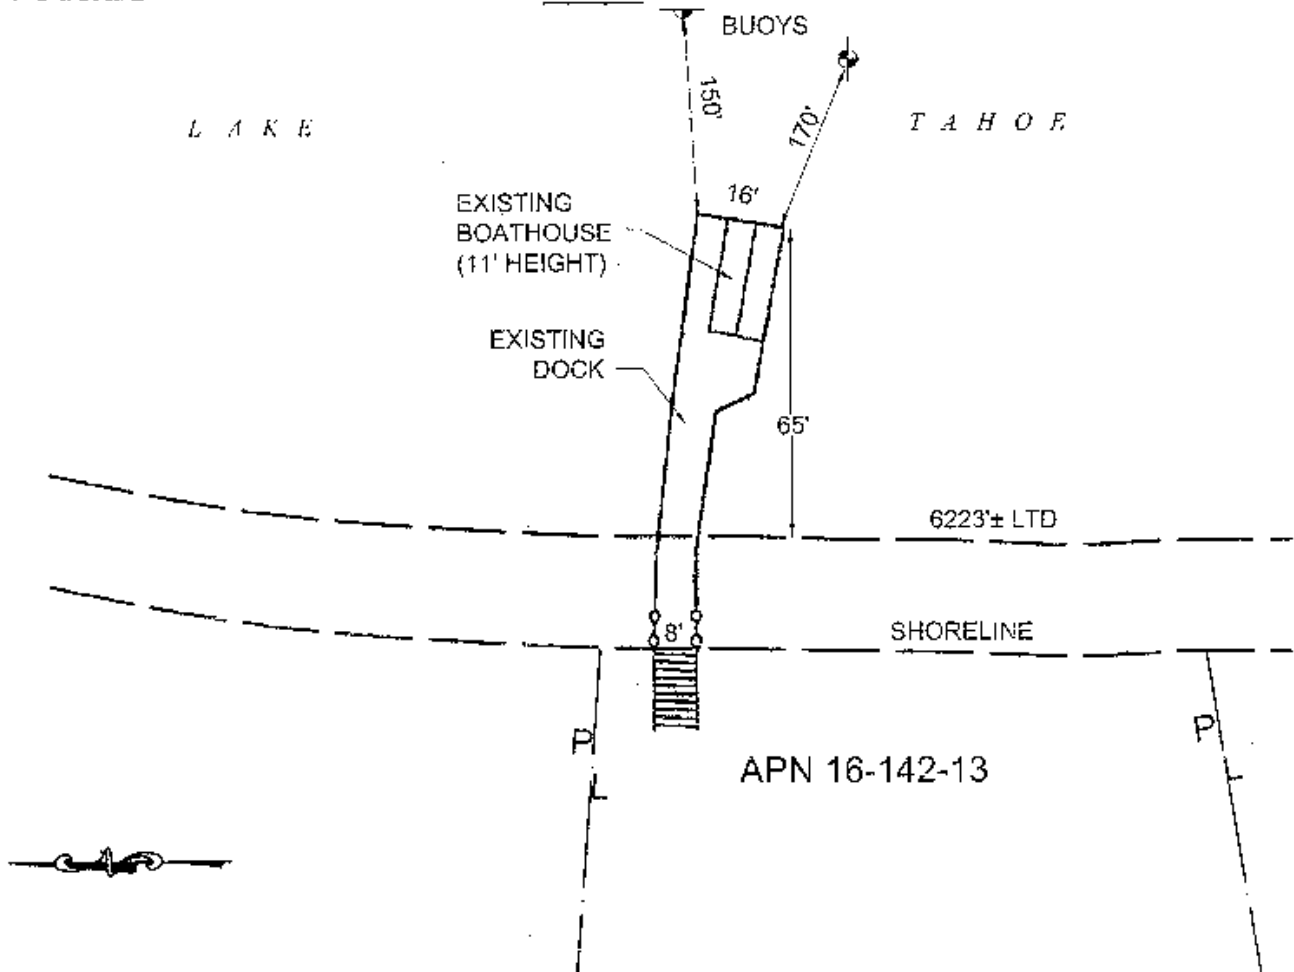 BUOYS
150'
170'
L A K E
T A H O E
16'
EXISTING
BOATHOUSE
(11' HEIGHT)
EXISTING
DOCK
65'
6223'± LTD
8'
SHORELINE
P
L
P
L
APN 16-142-13